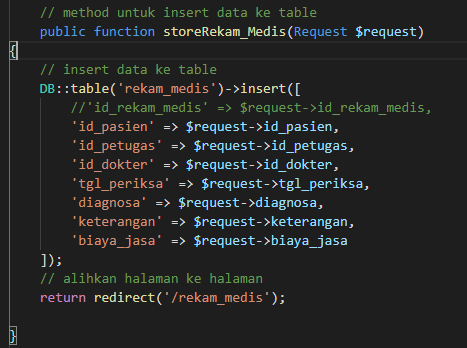 // method untuk insert data ke table
public function storeRekam_Medis(Request $request)
{
// insert data ke table
DB::table('rekam_medis')->insert([
//'id_rekam_medis' => $request->id_rekam_medis,
'id_pasien' => $request->id_pasien,
'id_petugas' => $request->id_petugas,
'id_dokter' => $request->id_dokter,
'tgl_periksa' => $request->tgl_periksa,
'diagnosa' => $request->diagnosa,
'keterangan' => $request->keterangan,
'biaya_jasa' => $request->biaya_jasa
]);
// alihkan halaman ke halaman
return redirect('/rekam_medis');
}